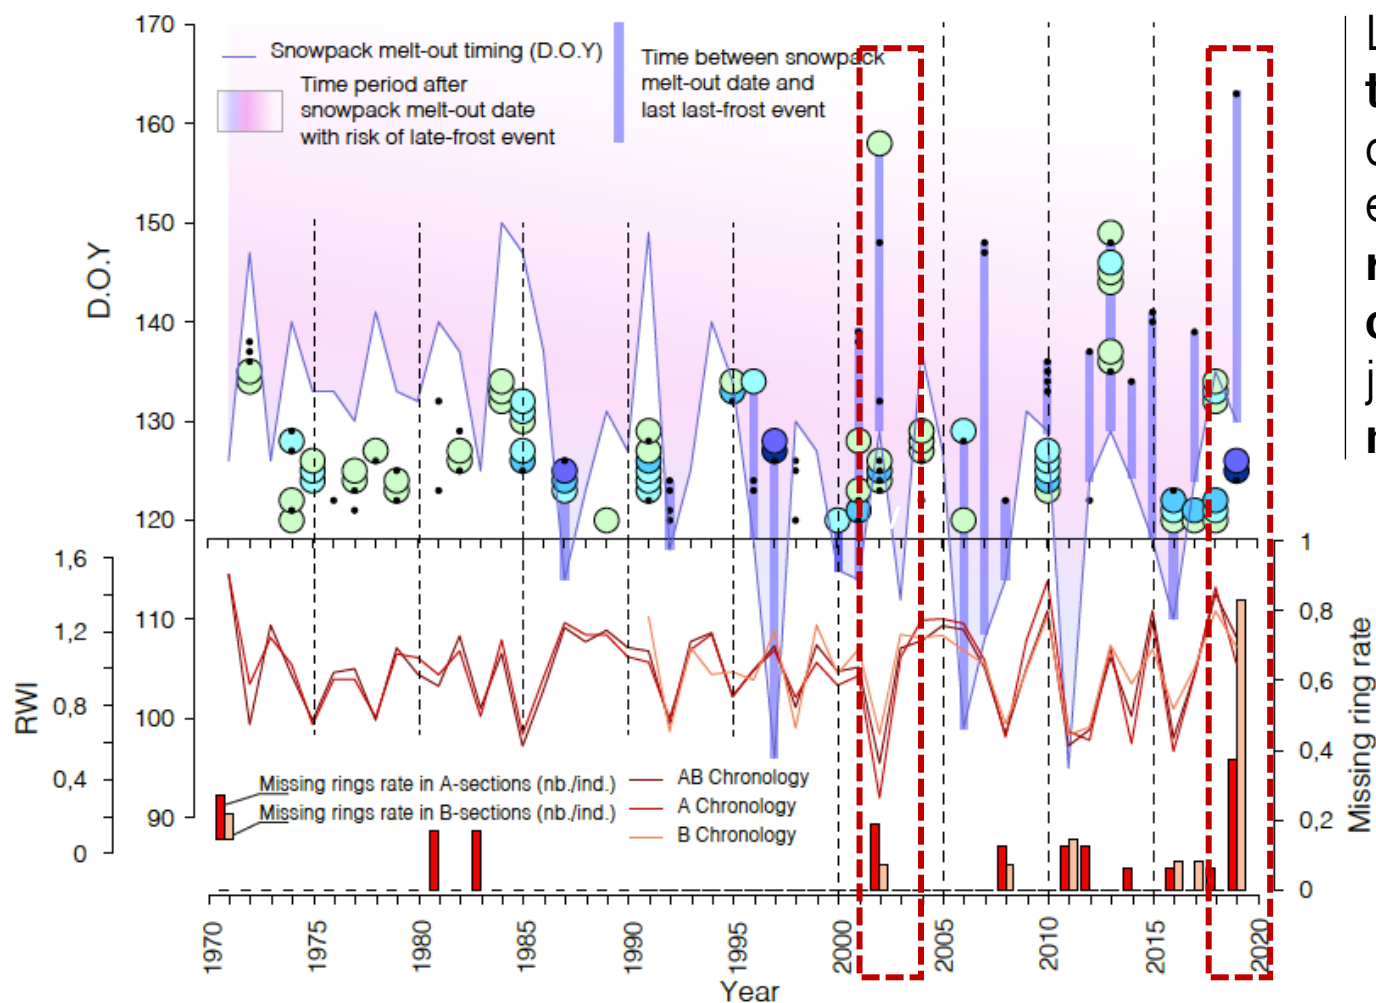 170
160
150
140
130
120
110
100
90
D.O.Y
Snowpack melt-out timing (D.O.Y)
Time period after
snowpack melt-out date
with risk of late-frost event
Time between snowpack
melt-out date and
last last-frost event
1,6
1,2
0,8
0,4
0
RWI
1
0,8
0,6
0,4
0,2
0
Missing ring rate
Missing rings rate in A-sections (nb./ind.)
Missing rings rate in B-sections (nb./ind.)
AB Chronology
A Chronology
B Chronology
1970
1975
1980
1985
1990
1995
2000
2005
2010
2015
2020
Year